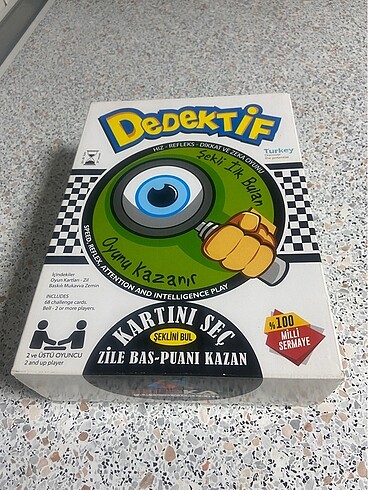 DEDEKTİF
HIZ - REFLEKS - DİKKAT VE ZEKA OYUNU
Turkey
Şekli İlk Bulan
Oyunu Kazanır
SPEED, REFLEX, ATTENTION AND INTELLIGENCE PLAY
İçindekiler
Oyun Kartları - Zil
Baskılı Mukavva Zemin
INCLUDES
68 challenge cards.
Bell - 2 or more players.
KARTINI SEÇ
ŞEKLİNİ BUL
ZİLE BAS-PUANI KAZAN
%100
MİLLİ
SERMAYE
2 ve ÜSTÜ OYUNCU
2 and up player